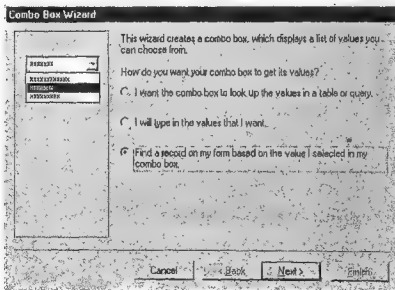 Combo Box Wizard
This wizard creates a combo box, which displays a list of values you
can choose from.
How do you want your combo box to get its values?
I want the combo box to look up the values in a table or query.
I will type in the values that I want.
Find a record on my form based on the value I selected in my
combo box.
Cancel < Back Next > Finish